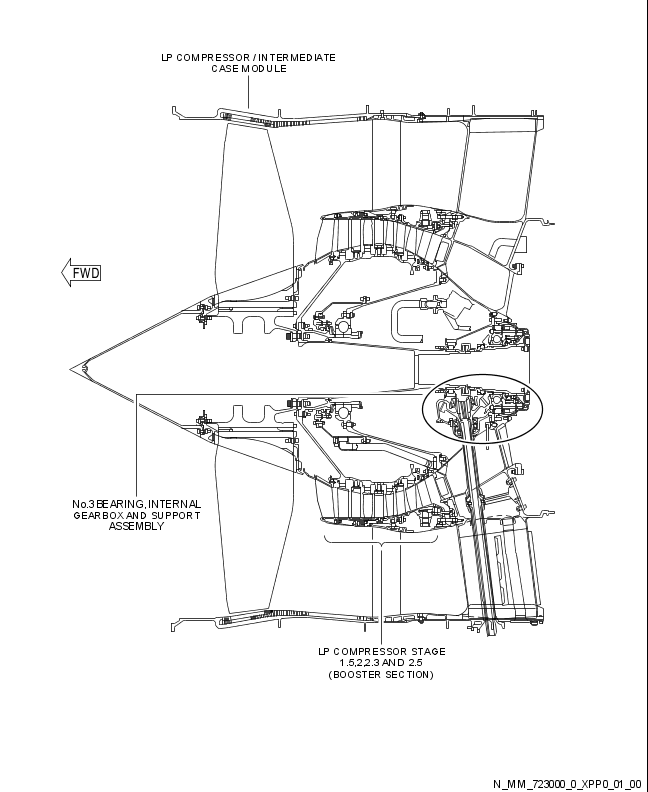 LP COMPRESSOR / INTERMEDIATE
CASE MODULE
FWD
No.3 BEARING, INTERNAL
GEARBOX AND SUPPORT
ASSEMBLY
LP COMPRESSOR STAGE
1.5,2,2.3 AND 2.5
(BOOSTER SECTION)
N_MM_723000_0_XPP0_01_00